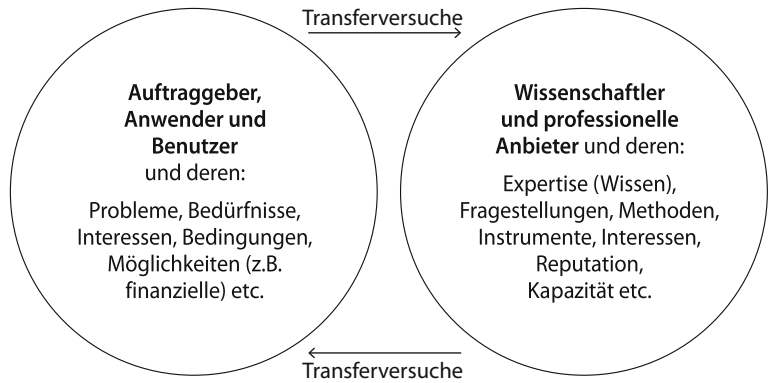 Transferversuche
Auftraggeber,
Anwender und
Benutzer
und deren:
Probleme, Bedürfnisse,
Interessen, Bedingungen,
Möglichkeiten (z.B.
finanzielle) etc.
Wissenschaftler
und professionelle
Anbieter und deren:
Expertise (Wissen),
Fragestellungen, Methoden,
Instrumente, Interessen,
Reputation,
Kapazität etc.
Transferversuche